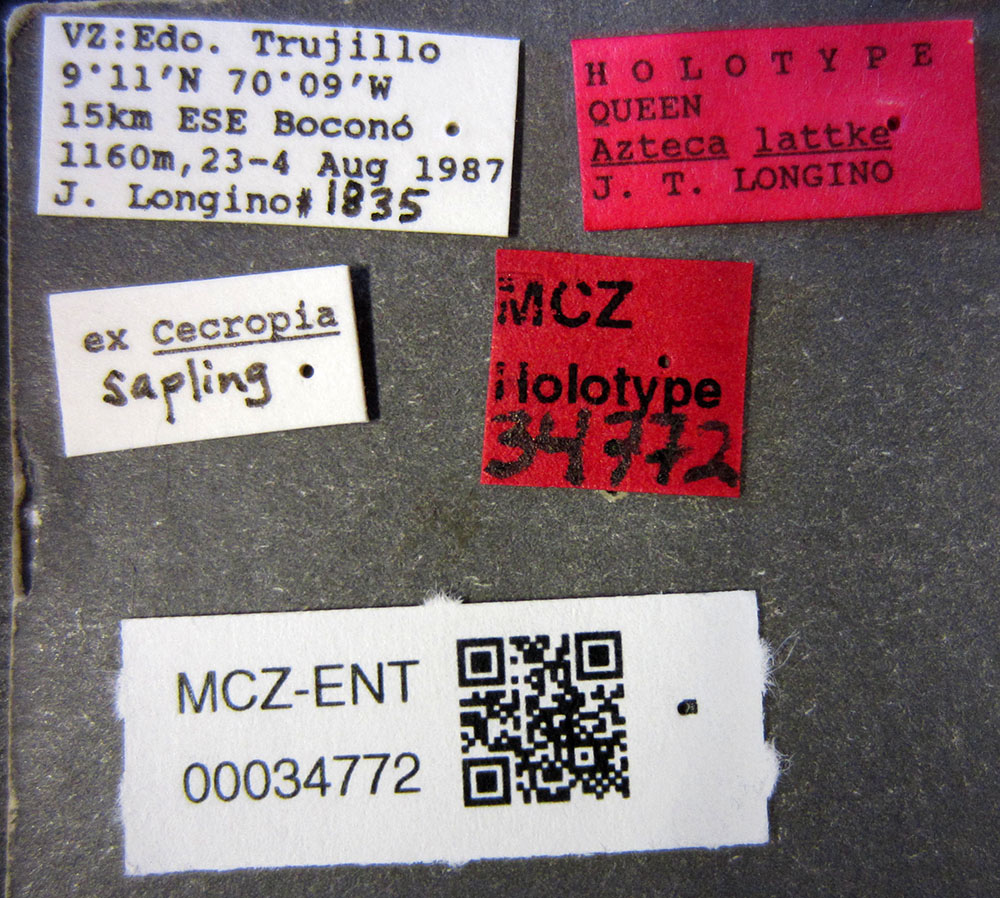 VZ:Edo. Trujillo
9°11'N 70°09'W
15km ESE Boconó
1160m,23-4 Aug 1987
J. Longino#1835
H O L O T Y P E
QUEEN
Azteca lattke
J. T. LONGINO
ex Cecropia
sapling
MCZ
Holotype
34772
MCZ-ENT
00034772